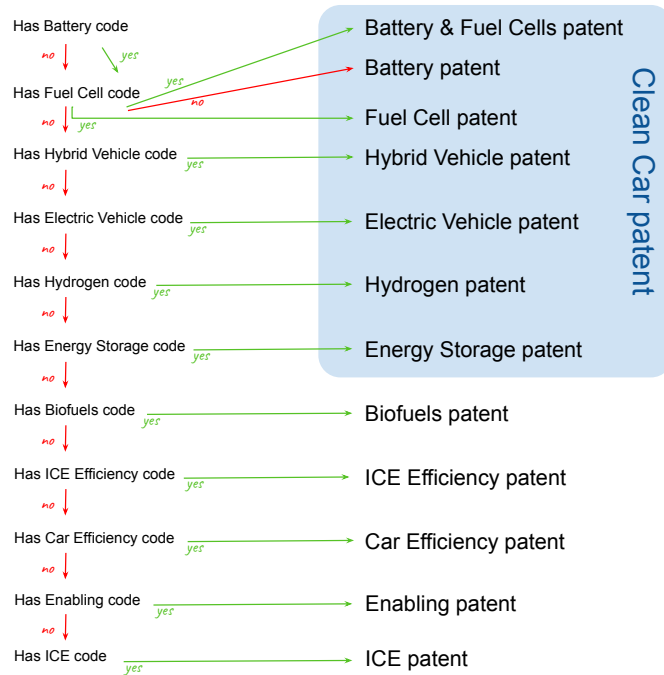 Has Battery code
Battery & Fuel Cells patent
no
yes
yes
Battery patent
Has Fuel Cell code
no
no
yes
Fuel Cell patent
Has Hybrid Vehicle code
yes
Hybrid Vehicle patent
no
Has Electric Vehicle code
yes
Electric Vehicle patent
no
Has Hydrogen code
yes
Hydrogen patent
no
Has Energy Storage code
yes
Energy Storage patent
Clean Car patent
no
Has Biofuels code
yes
Biofuels patent
no
Has ICE Efficiency code
yes
ICE Efficiency patent
no
Has Car Efficiency code
yes
Car Efficiency patent
no
Has Enabling code
yes
Enabling patent
no
Has ICE code
yes
ICE patent